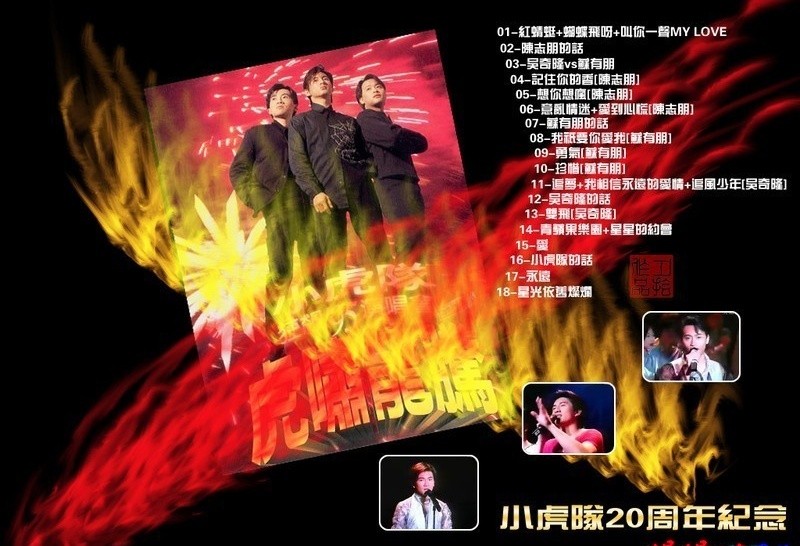 01-紅蜻蜓+蝴蝶飛呀+叫你一聲MY LOVE
02-陳志朋的話
03-吳奇隆vs蘇有朋
04-記住你的香[陳志朋]
05-想你想瘋[陳志朋]
06-意亂情迷+愛到心慌[陳志朋]
07-蘇有朋的話
08-我祇要你愛我[蘇有朋]
09-勇氣[蘇有朋]
10-珍惜[蘇有朋]
11-追夢+我相信永遠的愛情+追風少年[吳奇隆]
12-吳奇隆的話
13-雙飛[吳奇隆]
14-青蘋果樂園+星星的約會
15-愛
16-小虎隊的話
17-永遠
18-星光依舊燦爛
小虎隊
唱會
虎嘯龍
小虎隊20周年紀念